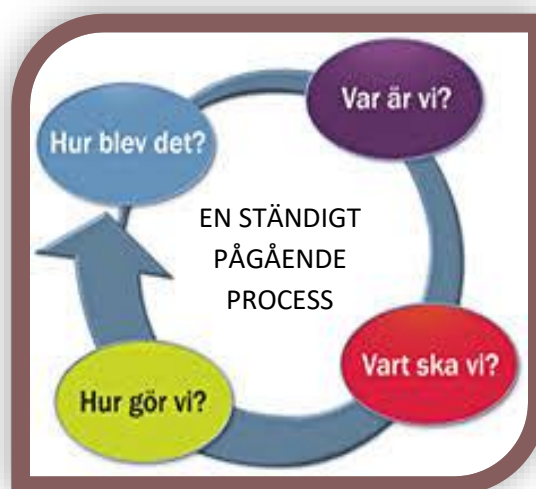 Var är vi?
Hur blev det?
EN STÄNDIGT
PÅGÅENDE
PROCESS
Vart ska vi?
Hur gör vi?